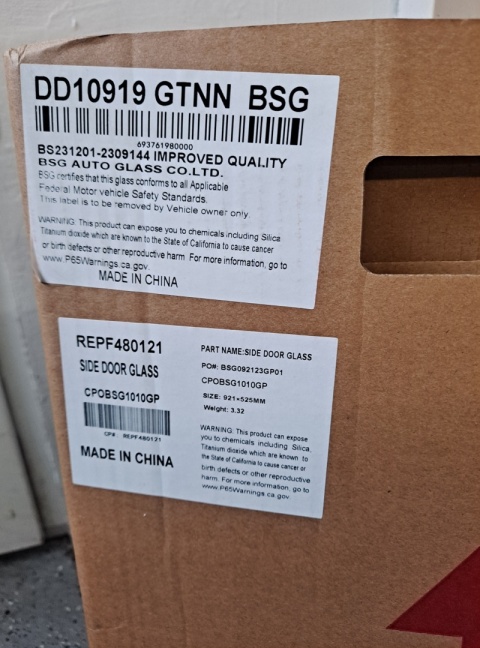 DD10919 GTNN BSG
693761980000
BS231201-2309144 IMPROVED QUALITY
BSG AUTO GLASS CO.LTD.
BSG certifies that this glass conforms to all Applicable
Federal Motor vehicle Safety Standards.
This label is to be removed by Vehicle owner only
WARNING: This product can expose you to chemicals including Silica
Titanium dioxide which are known to the State of California to cause cancer
or birth defects or other reproductive harm For more information, go to
www.P65Warnings.ca.gov.
MADE IN CHINA
REPF480121
SIDE DOOR GLASS
CPOBSG1010GP
CP#: REPF480121
MADE IN CHINA
PART NAME:SIDE DOOR GLASS
PO#: BSG092123GP01
CPOBSG1010GP
SIZE: 921×525MM
Weight: 3.32
WARNING: This product can expose
you to chemicals including Silica,
Titanium dioxide which are known to
the State of California to cause cancer or
birth defects or other reproductive
harm. For more information, go to
www.P65Warnings.ca.gov.